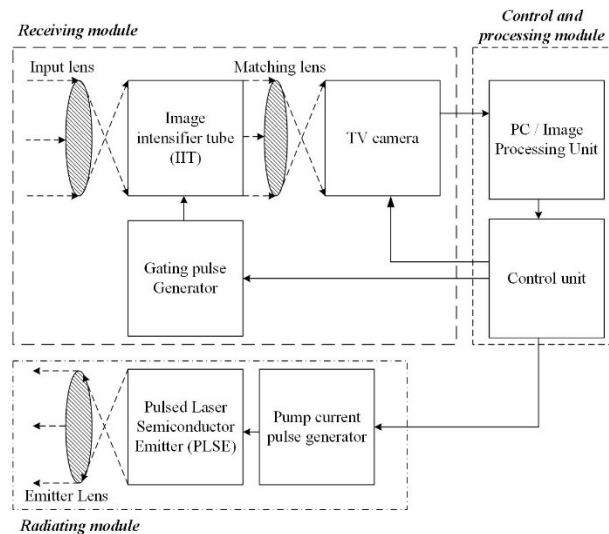 Receiving module
Control and
processing module
Input lens
Image
intensifier tube
(IIT)
Matching lens
TV camera
PC / Image
Processing Unit
Gating pulse
Generator
Control unit
Pulsed Laser
Semiconductor
Emitter (PLSE)
Pump current
pulse generator
Emitter Lens
Radiating module